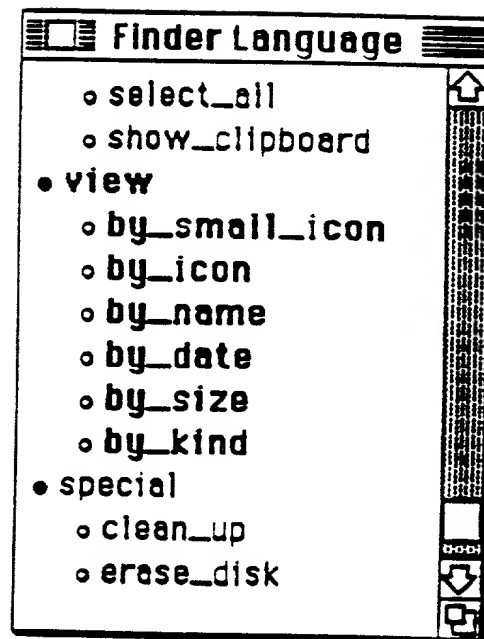 Finder Language
select_all
show_clipboard
view
by_small_icon
by_icon
by_name
by_date
by_size
by_kind
special
clean_up
erase_disk